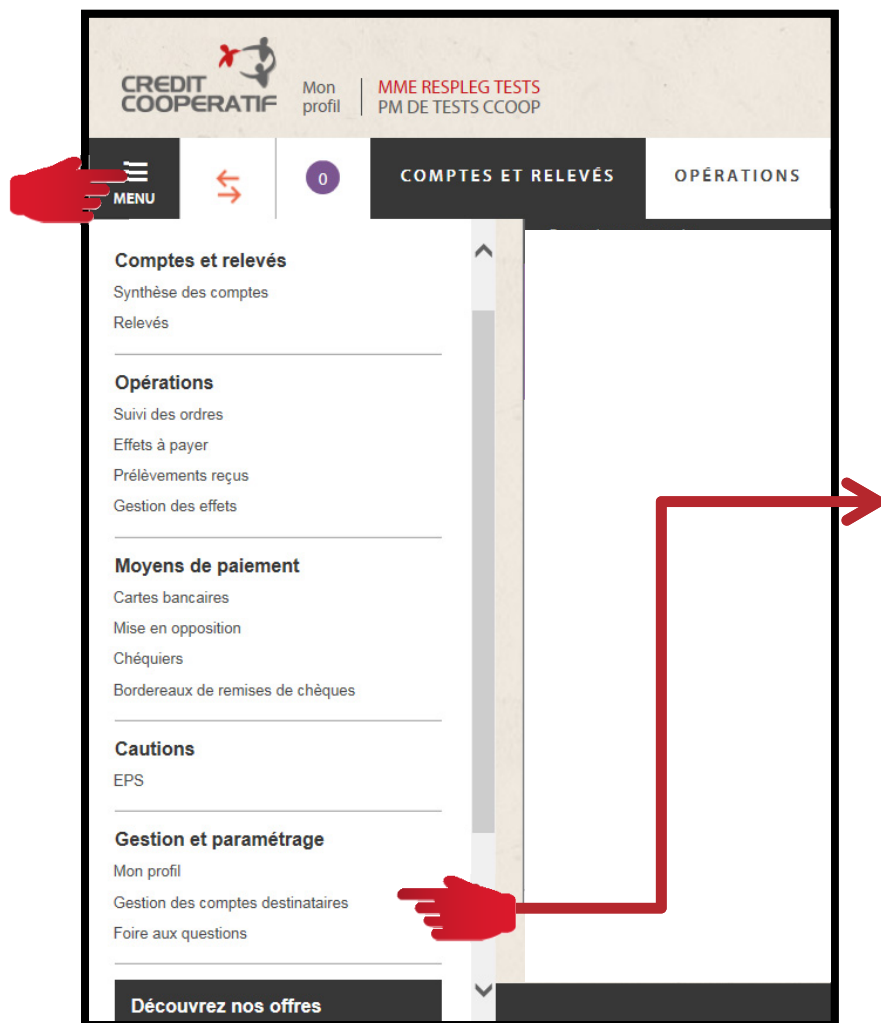 CREDIT
COOPERATIF
Mon
profil
MME RESPLEG TESTS
PM DE TESTS CCOOP
MENU
0
COMPTES ET RELEVÉS
OPÉRATIONS
Comptes et relevés
Synthèse des comptes
Relevés
Opérations
Suivi des ordres
Effets à payer
Prélèvements reçus
Gestion des effets
Moyens de paiement
Cartes bancaires
Mise en opposition
Chéquiers
Bordereaux de remises de chèques
Cautions
EPS
Gestion et paramétrage
Mon profil
Gestion des comptes destinataires
Foire aux questions
Découvrez nos offres